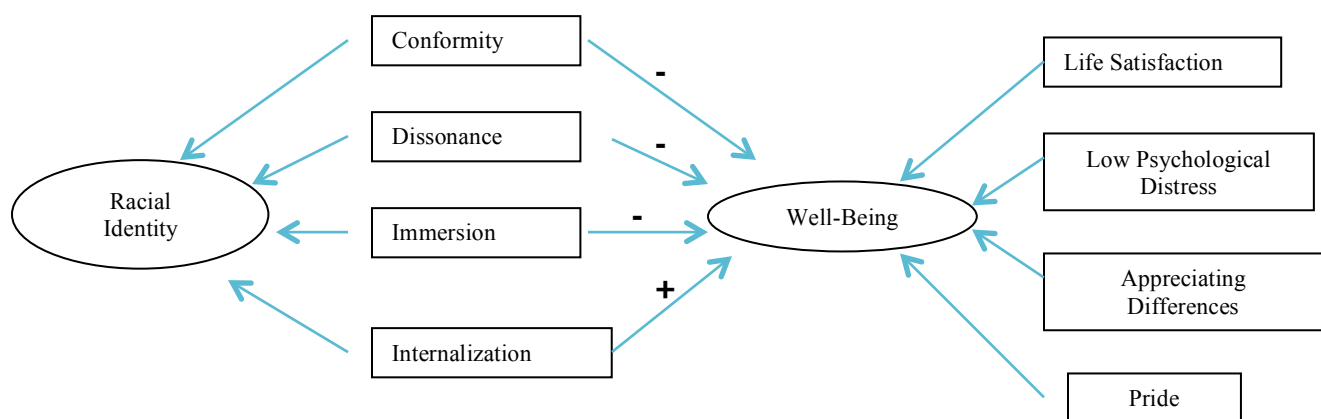 Conformity
-
Life Satisfaction
Dissonance
-
Low Psychological
Distress
Racial
Identity
Immersion
-
Well-Being
+
Appreciating
Differences
Internalization
Pride